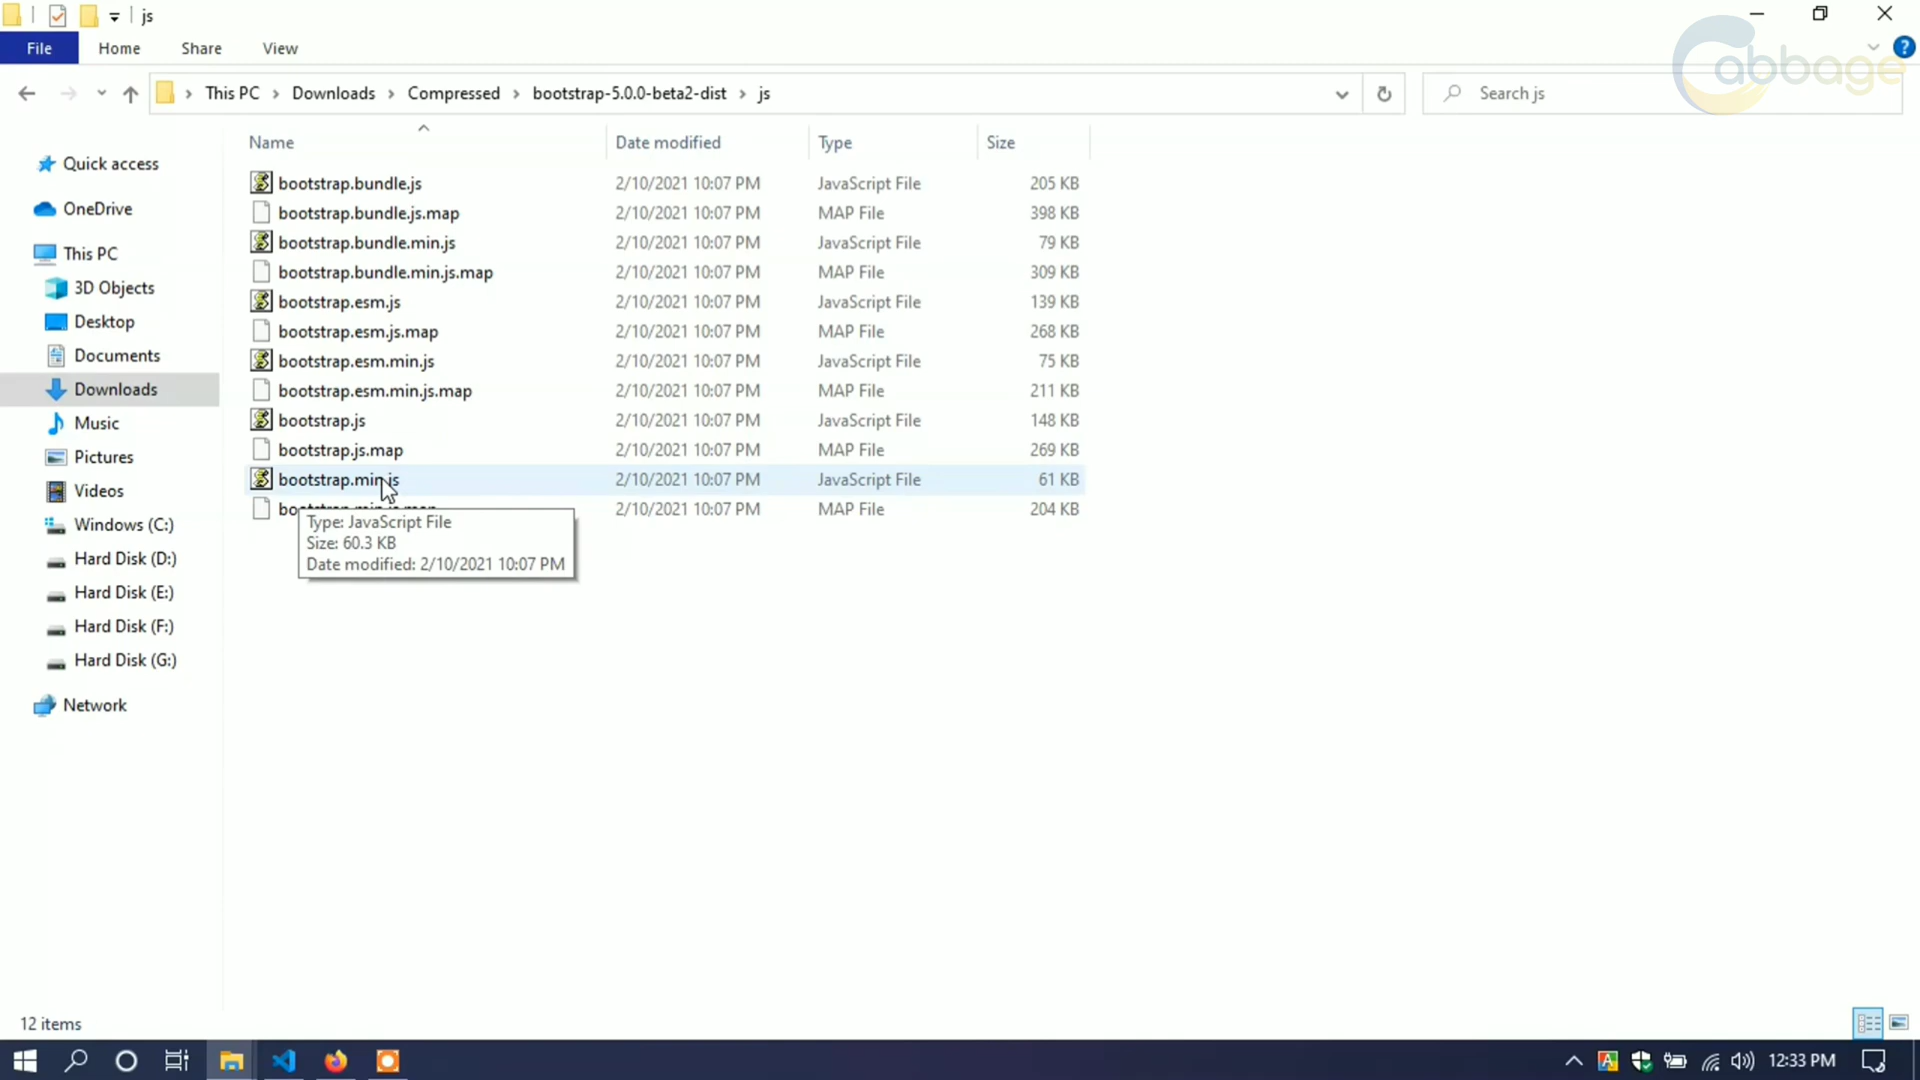 js
File Home Share View
This PC Downloads Compressed bootstrap-5.0.0-beta2-dist js
Search js
abbage
Name Date modified Type Size
bootstrap.bundle.js 2/10/2021 10:07 PM JavaScript File 205 KB
bootstrap.bundle.js.map 2/10/2021 10:07 PM MAP File 398 KB
bootstrap.bundle.min.js 2/10/2021 10:07 PM JavaScript File 79 KB
bootstrap.bundle.min.js.map 2/10/2021 10:07 PM MAP File 309 KB
bootstrap.esm.js 2/10/2021 10:07 PM JavaScript File 139 KB
bootstrap.esm.js.map 2/10/2021 10:07 PM MAP File 268 KB
bootstrap.esm.min.js 2/10/2021 10:07 PM JavaScript File 75 KB
bootstrap.esm.min.js.map 2/10/2021 10:07 PM MAP File 211 KB
bootstrap.js 2/10/2021 10:07 PM JavaScript File 148 KB
bootstrap.js.map 2/10/2021 10:07 PM MAP File 269 KB
bootstrap.min.js 2/10/2021 10:07 PM JavaScript File 61 KB
2/10/2021 10:07 PM MAP File 204 KB
Type: JavaScript File
Size: 60.3 KB
Date modified: 2/10/2021 10:07 PM
Quick access
OneDrive
This PC
3D Objects
Desktop
Documents
Downloads
Music
Pictures
Videos
Windows (C:)
Hard Disk (D:)
Hard Disk (E:)
Hard Disk (F:)
Hard Disk (G:)
Network
12 items
12:33 PM